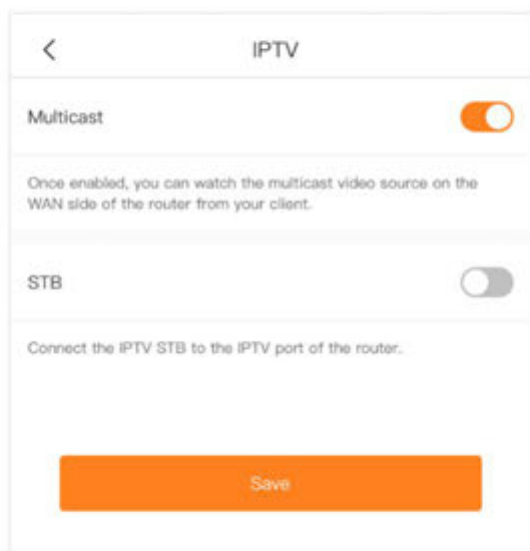 IPTV
Multicast
Once enabled, you can watch the multicast video source on the
WAN side of the router from your client.
STB
Connect the IPTV STB to the IPTV port of the router.
Save